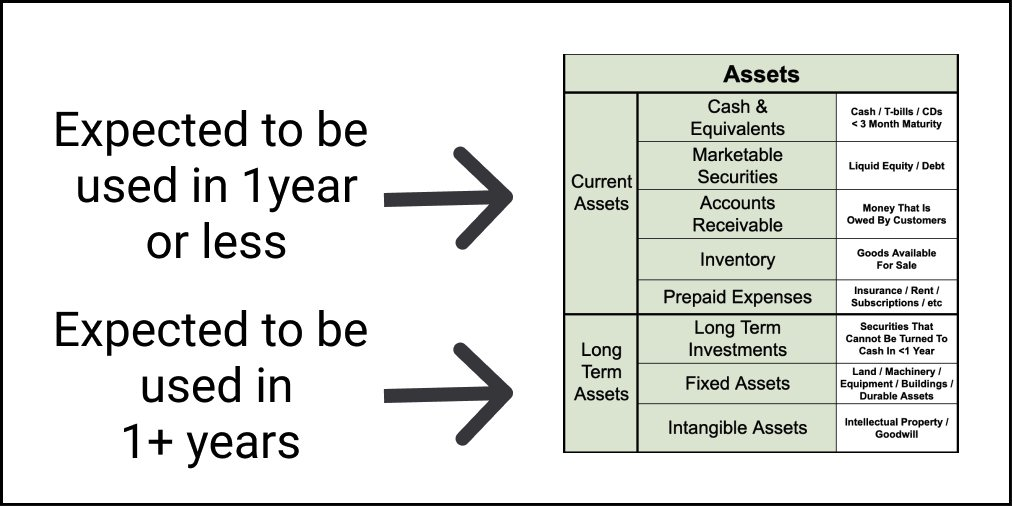 Expected to be
used in 1year
or less
Expected to be
used in
1+ years
Assets
Current
Assets
Cash &
Equivalents
Cash / T-bills / CDs
< 3 Month Maturity
Marketable
Securities
Liquid Equity / Debt
Accounts
Receivable
Money That Is
Owed By Customers
Inventory
Goods Available
For Sale
Prepaid Expenses
Insurance / Rent /
Subscriptions / etc
Long
Term
Assets
Long Term
Investments
Securities That
Cannot Be Turned To
Cash In <1 Year
Fixed Assets
Land / Machinery /
Equipment / Buildings /
Durable Assets
Intangible Assets
Intellectual Property /
Goodwill